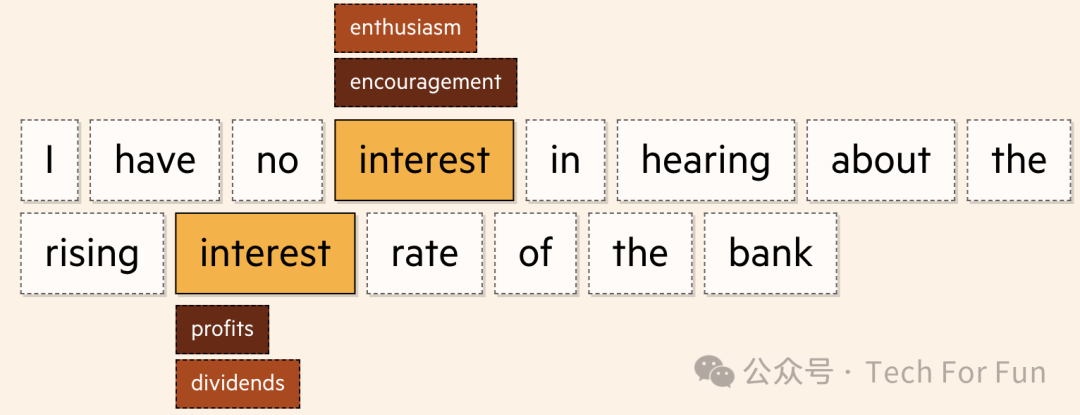 enthusiasm
encouragement
I have no interest in hearing about the
rising interest rate of the bank
profits
dividends
公众号 · Tech For Fun